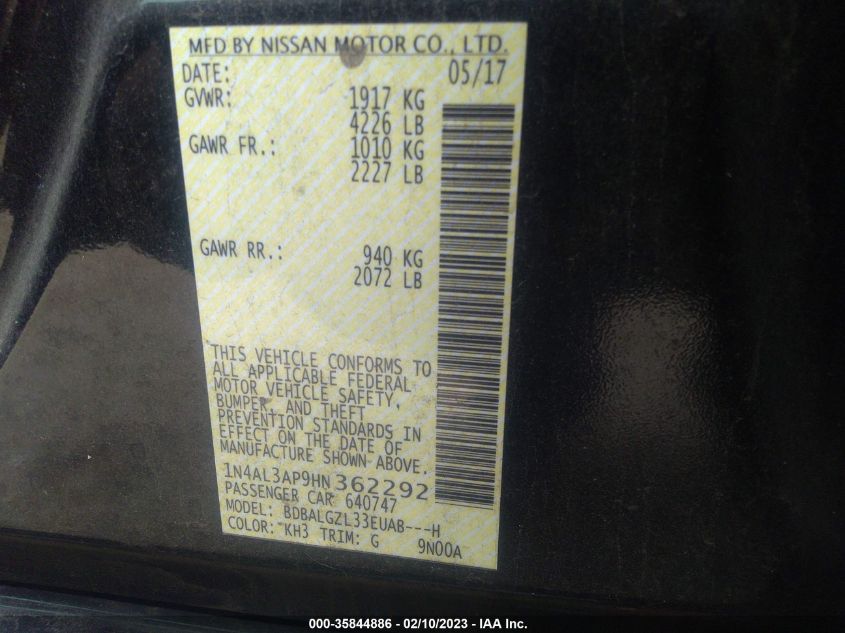 MFD BY NISSAN MOTOR CO., LTD.
DATE: 05/17
GVWR: 1917 KG
4226 LB
GAWR FR.: 1010 KG
2227 LB
GAWR RR.: 940 KG
2072 LB
THIS VEHICLE CONFORMS TO
ALL APPLICABLE FEDERAL
MOTOR VEHICLE SAFETY,
BUMPER, AND THEFT
PREVENTION STANDARDS IN
EFFECT ON THE DATE OF
MANUFACTURE SHOWN ABOVE.
1N4AL3AP9HN 362292
PASSENGER CAR 640747
MODEL: BDBALGZL33EUAB---H
COLOR: KH3 TRIM: G 9N00A
000-35844886 - 02/10/2023 - IAA Inc.